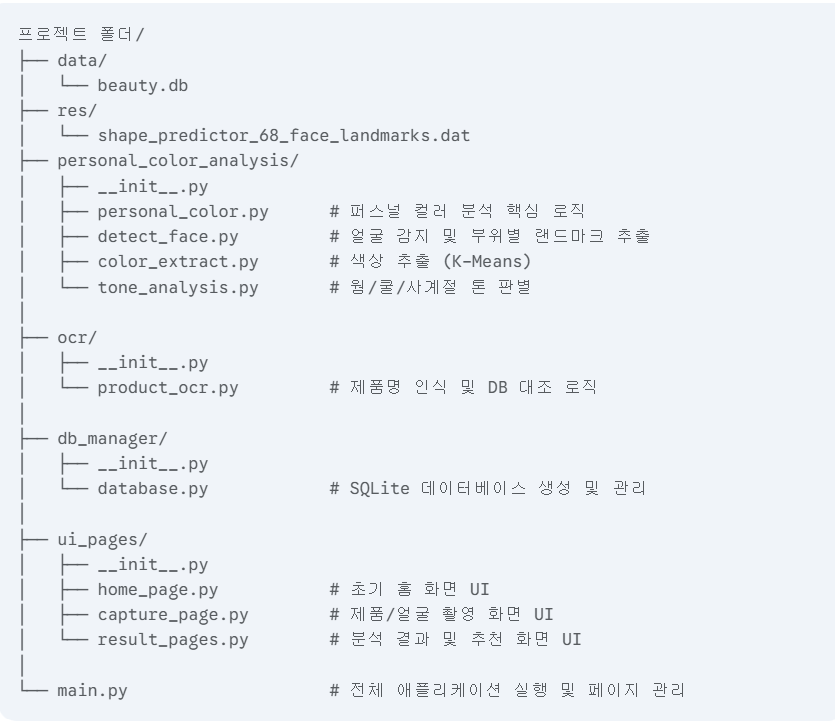 프로젝트 폴더/
├── data/
│   └── beauty.db
├── res/
│   └── shape_predictor_68_face_landmarks.dat
├── personal_color_analysis/
│   ├── __init__.py
│   ├── personal_color.py      # 퍼스널 컬러 분석 핵심 로직
│   ├── detect_face.py         # 얼굴 감지 및 부위별 랜드마크 추출
│   ├── color_extract.py       # 색상 추출 (K-Means)
│   └── tone_analysis.py       # 웜/쿨/사계절 톤 판별
│
├── ocr/
│   ├── __init__.py
│   └── product_ocr.py         # 제품명 인식 및 DB 대조 로직
│
├── db_manager/
│   ├── __init__.py
│   └── database.py            # SQLite 데이터베이스 생성 및 관리
│
├── ui_pages/
│   ├── __init__.py
│   ├── home_page.py           # 초기 홈 화면 UI
│   ├── capture_page.py        # 제품/얼굴 촬영 화면 UI
│   └── result_pages.py        # 분석 결과 및 추천 화면 UI
│
└── main.py                    # 전체 애플리케이션 실행 및 페이지 관리